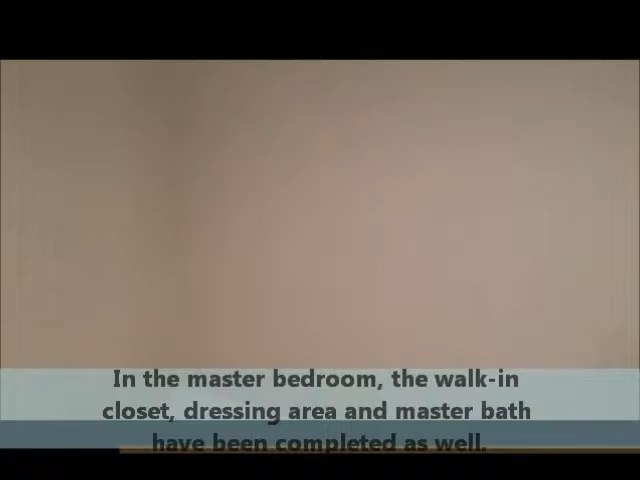 In the master bedroom, the walk-in
closet, dressing area and master bath
have been completed as well.